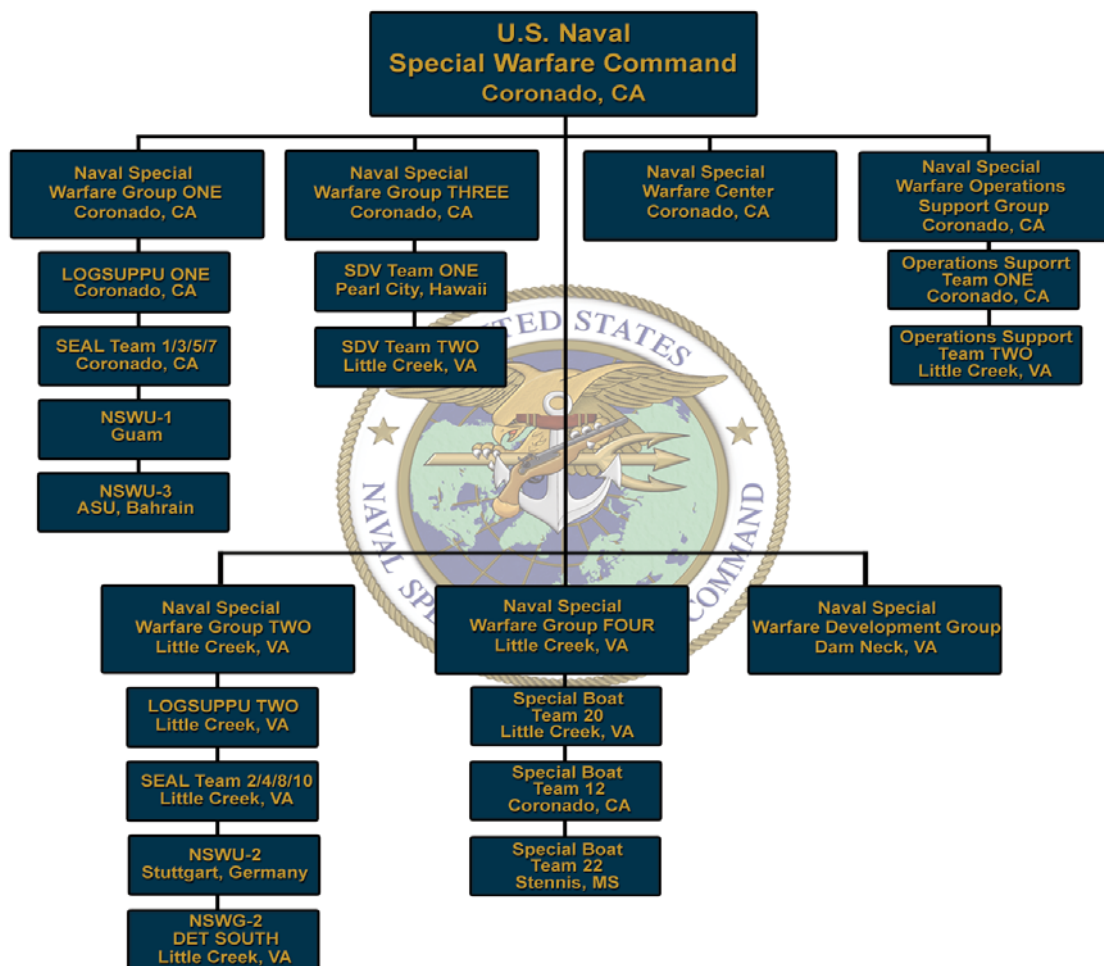 U.S. Naval
Special Warfare Command
Coronado, CA
Naval Special
Warfare Group ONE
Coronado, CA
Naval Special
Warfare Group THREE
Coronado, CA
Naval Special
Warfare Center
Coronado, CA
Naval Special
Warfare Operations
Support Group
Coronado, CA
LOGSUPPU ONE
Coronado, CA
SEAL Team 1/3/5/7
Coronado, CA
NSWU-1
Guam
NSWU-3
ASU, Bahrain
SDV Team ONE
Pearl City, Hawaii
SDV Team TWO
Little Creek, VA
Operations Suporrt
Team ONE
Coronado, CA
Operations Support
Team TWO
Little Creek, VA
UNITED STATES
NAVAL SPE
COMMAND
Naval Special
Warfare Group TWO
Little Creek, VA
Naval Special
Warfare Group FOUR
Little Creek, VA
Naval Special
Warfare Development Group
Dam Neck, VA
LOGSUPPU TWO
Little Creek, VA
SEAL Team 2/4/8/10
Little Creek, VA
NSWU-2
Stuttgart, Germany
NSWG-2
DET SOUTH
Little Creek, VA
Special Boat
Team 20
Little Creek, VA
Special Boat
Team 12
Coronado, CA
Special Boat
Team 22
Stennis, MS